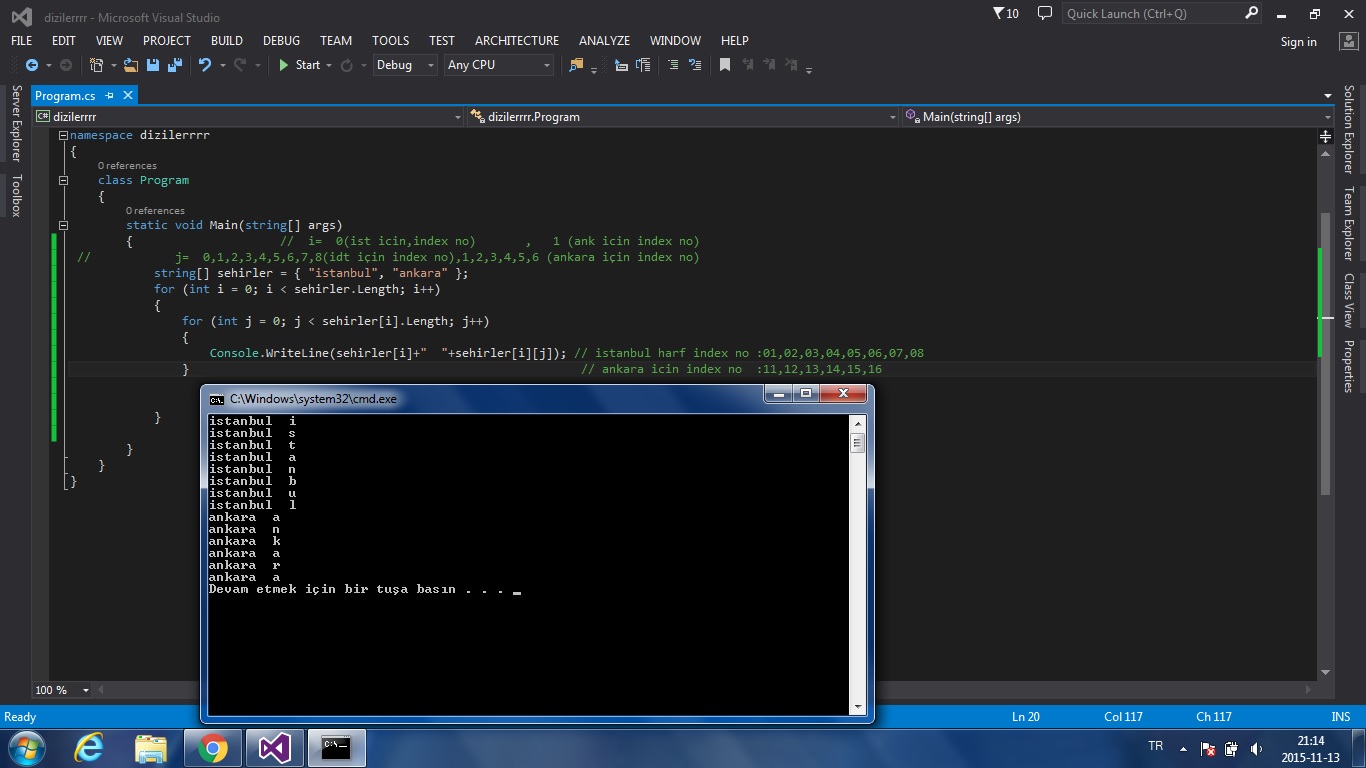 dizilerrrr - Microsoft Visual Studio
10
Quick Launch (Ctrl+Q)
FILE EDIT VIEW PROJECT BUILD DEBUG TEAM TOOLS TEST ARCHITECTURE ANALYZE WINDOW HELP
Sign in
Start Debug Any CPU
Server Explorer
Toolbox
Program.cs
C# dizilerrrr
dizilerrrr.Program
Main(string[] args)
namespace dizilerrrr
{
0 references
class Program
{
0 references
static void Main(string[] args)
{ // i= 0(ist icin,index no) , 1 (ank icin index no)
// j= 0,1,2,3,4,5,6,7,8(idt için index no),1,2,3,4,5,6 (ankara için index no)
string[] sehirler = { "istanbul", "ankara" };
for (int i = 0; i < sehirler.Length; i++)
{
for (int j = 0; j < sehirler[i].Length; j++)
{
Console.WriteLine(sehirler[i]+"  "+sehirler[i][j]); // istanbul harf index no :01,02,03,04,05,06,07,08
} // ankara icin index no :11,12,13,14,15,16
}
}
}
}
Solution Explorer
Team Explorer
Class View
Properties
C:\Windows\system32\cmd.exe
istanbul i
istanbul s
istanbul t
istanbul a
istanbul n
istanbul b
istanbul u
istanbul l
ankara a
ankara n
ankara k
ankara a
ankara r
ankara a
Devam etmek için bir tuşa basın . . . _
100 %
Ready
Ln 20
Col 117
Ch 117
INS
C:\.
TR
21:14
2015-11-13